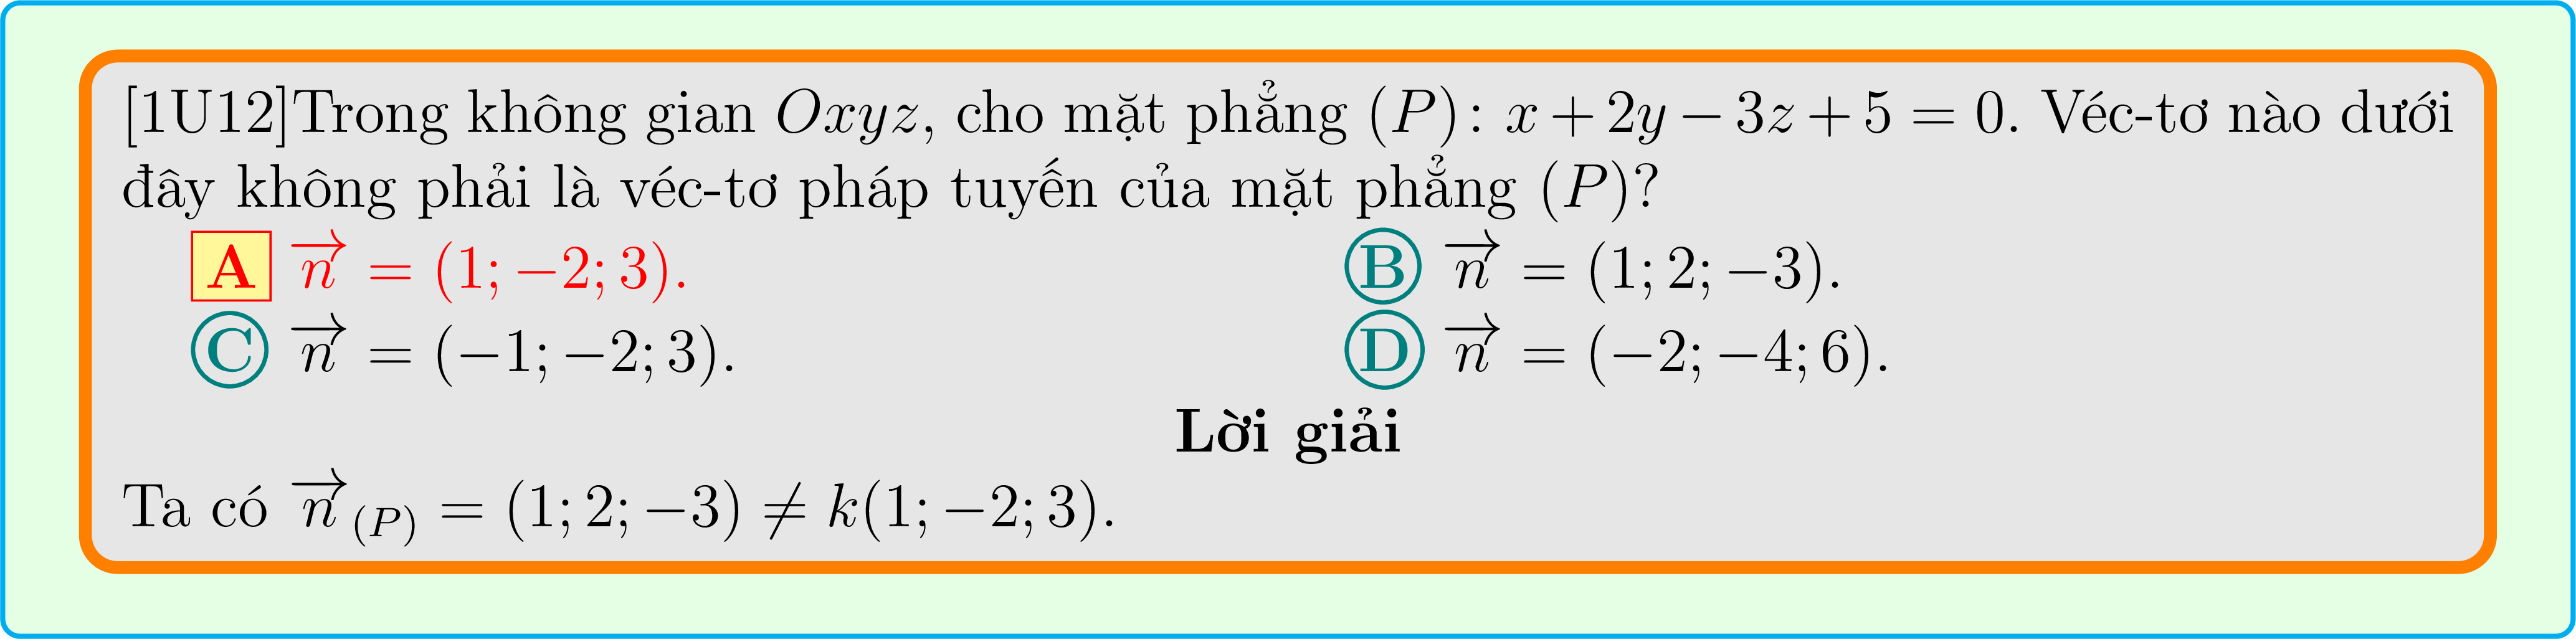 [1U12]Trong không gian Oxyz, cho mặt phẳng (P): x + 2y − 3z + 5 = 0. Véc-tơ nào dưới
đây không phải là véc-tơ pháp tuyến của mặt phẳng (P)?
A $\overrightarrow{n}$ = (1; −2; 3). B $\overrightarrow{n}$ = (1; 2; −3).
C $\overrightarrow{n}$ = (−1; −2; 3). D $\overrightarrow{n}$ = (−2; −4; 6).
Lời giải
Ta có $\overrightarrow{n}_{(P)}$ = (1; 2; −3) ≠ k(1; −2; 3).